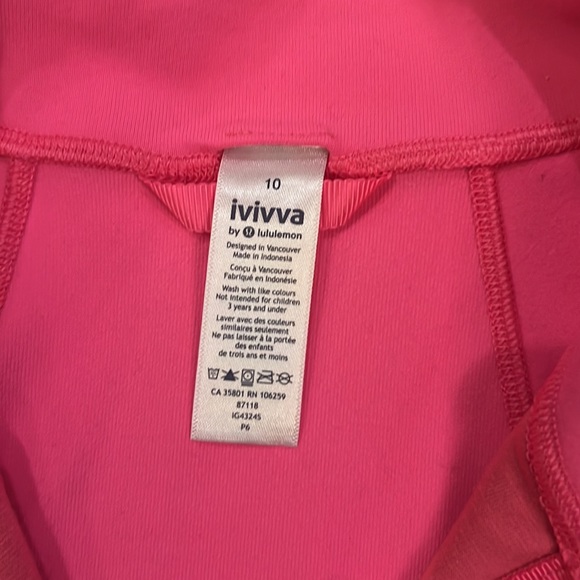 10
ivivva
by lululemon
Designed in Vancouver
Made in Indonesia
Conçu à Vancouver
Fabriqué en Indonésie
Wash with like colours
Not intended for children
3 years and under
Laver avec des couleurs
similaires seulement
Ne pas laisser à la portée
des enfants
de trois ans et moins
CA 35801 RN 106259
87118
IG4324S
P6